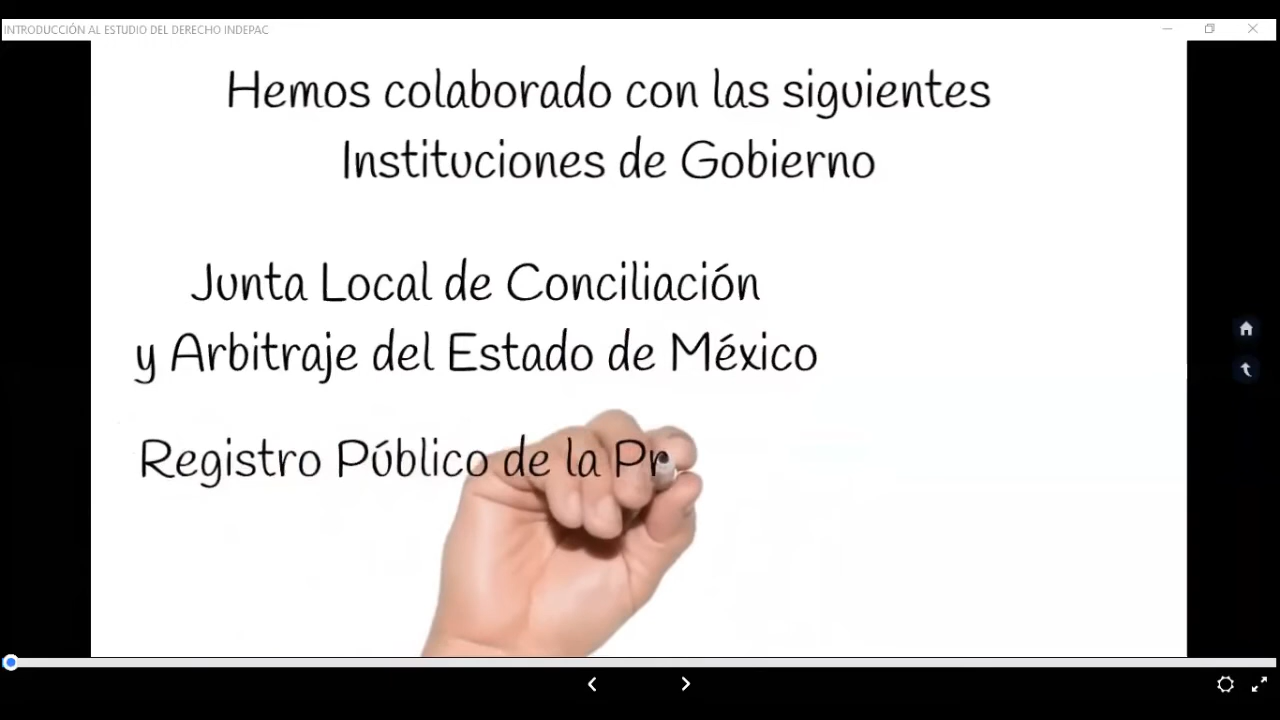 INTRODUCCIÓN AL ESTUDIO DEL DERECHO INDEPAC
Hemos colaborado con las siguientes
Instituciones de Gobierno
Junta Local de Conciliación
y Arbitraje del Estado de México
Registro Público de la Pr